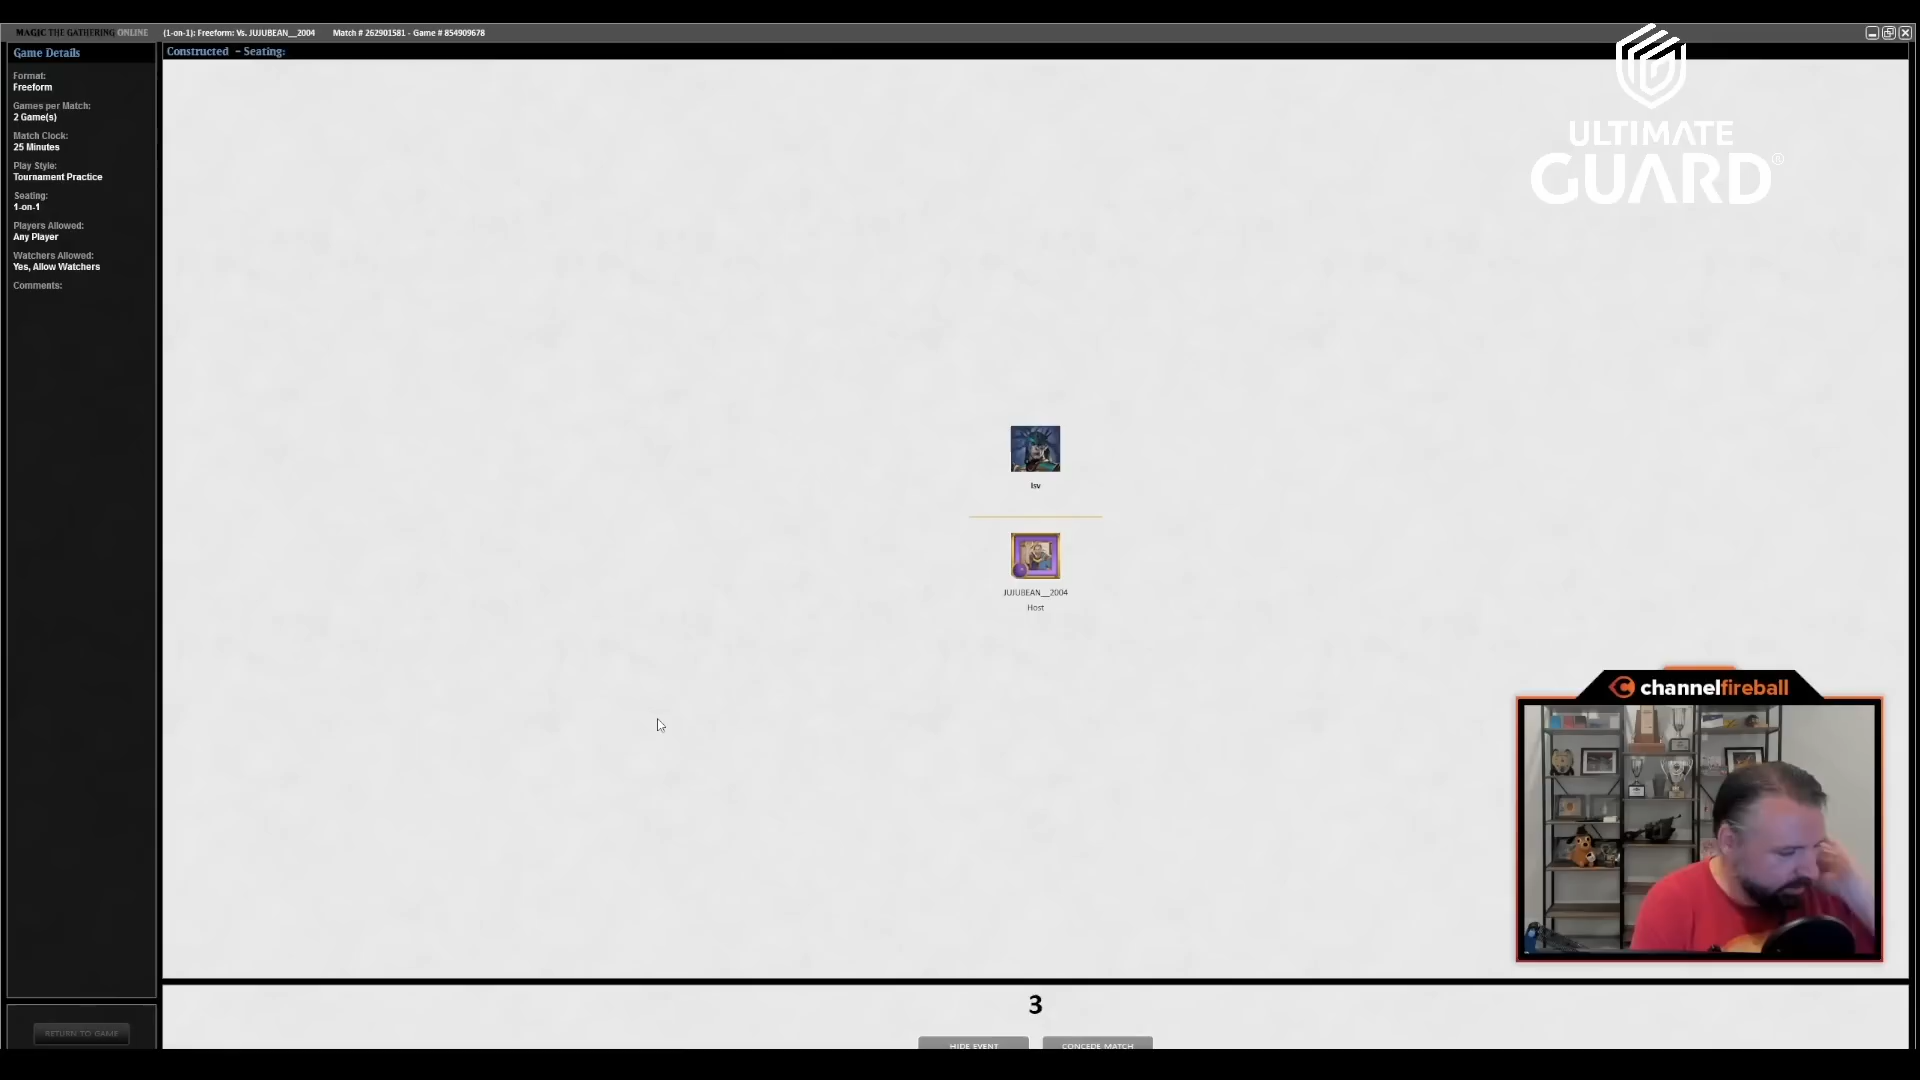 MAGIC THE GATHERING ONLINE
(1-on-1): Freeform: Vs. JUJUBEAN__2004 Match # 262901581 - Game # 854909678
Game Details
Constructed - Seating:
Format:
Freeform
Games per Match:
2 Game(s)
Match Clock:
25 Minutes
Play Style:
Tournament Practice
Seating:
1-on-1
Players Allowed:
Any Player
Watchers Allowed:
Yes, Allow Watchers
Comments:
ULTIMATE
GUARD®
lsv
JUJUBEAN__2004
Host
channelfireball
3
RETURN TO GAME
HIDE EVENT
CONCEDE MATCH